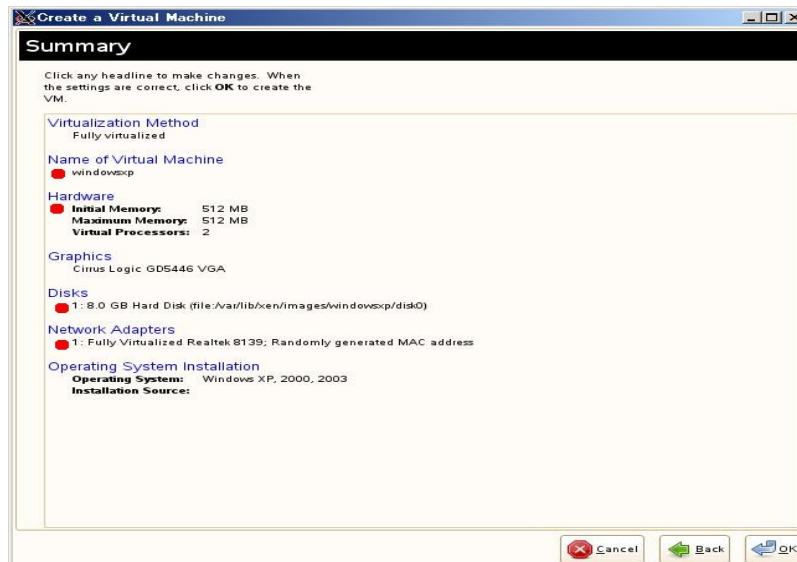 Create a Virtual Machine
Summary
Click any headline to make changes. When
the settings are correct, click OK to create the
VM.
Virtualization Method
Fully virtualized
Name of Virtual Machine
windowsxp
Hardware
Initial Memory: 512 MB
Maximum Memory: 512 MB
Virtual Processors: 2
Graphics
Cirrus Logic GD5446 VGA
Disks
1: 8.0 GB Hard Disk (file:/var/lib/xen/images/windowsxp/disk0)
Network Adapters
1: Fully Virtualized Realtek 8139; Randomly generated MAC address
Operating System Installation
Operating System: Windows XP, 2000, 2003
Installation Source:
Cancel
Back
OK